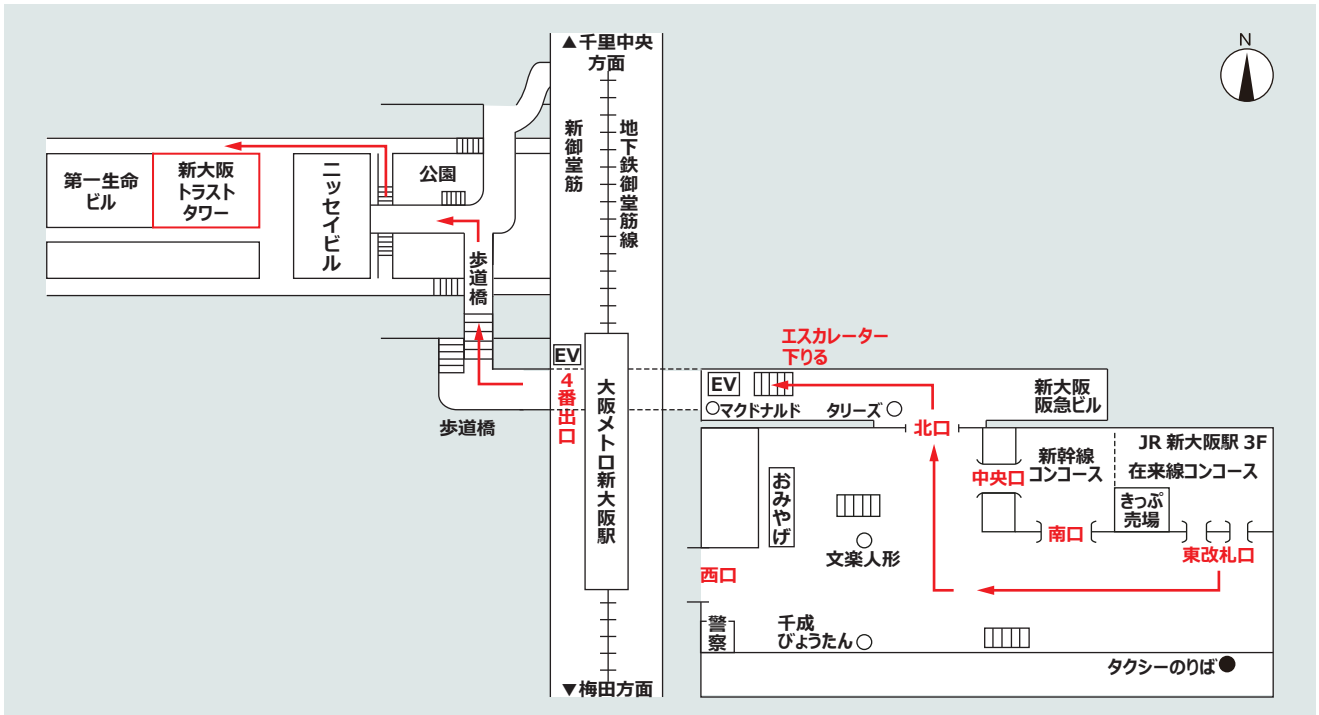 ▲千里中央
方面
N
新御堂筋
地下鉄御堂筋線
第一生命
ビル
新大阪
トラスト
タワー
ニッセイビル
公園
歩道橋
EV
4番出口
大阪メトロ新大阪駅
歩道橋
エスカレーター
下りる
EV
マクドナルド
タリーズ
新大阪
阪急ビル
北口
中央口
新幹線
コンコース
JR 新大阪駅 3F
在来線コンコース
きっぷ
売場
おみやげ
文楽人形
南口
東改札口
西口
警察
千成
びょうたん
タクシーのりば
▼梅田方面